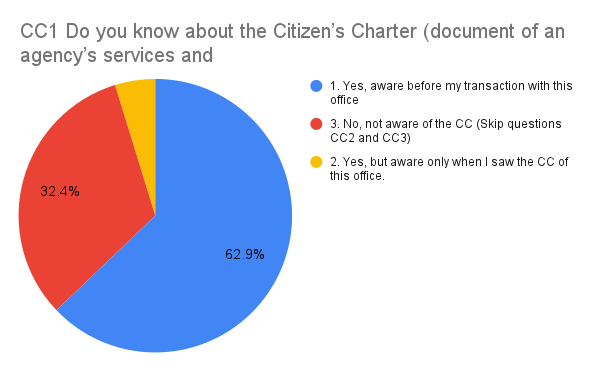 CC1 Do you know about the Citizen’s Charter (document of an
agency’s services and
1. Yes, aware before my transaction with this
office
3. No, not aware of the CC (Skip questions
CC2 and CC3)
2. Yes, but aware only when I saw the CC of
this office.
32.4%
62.9%